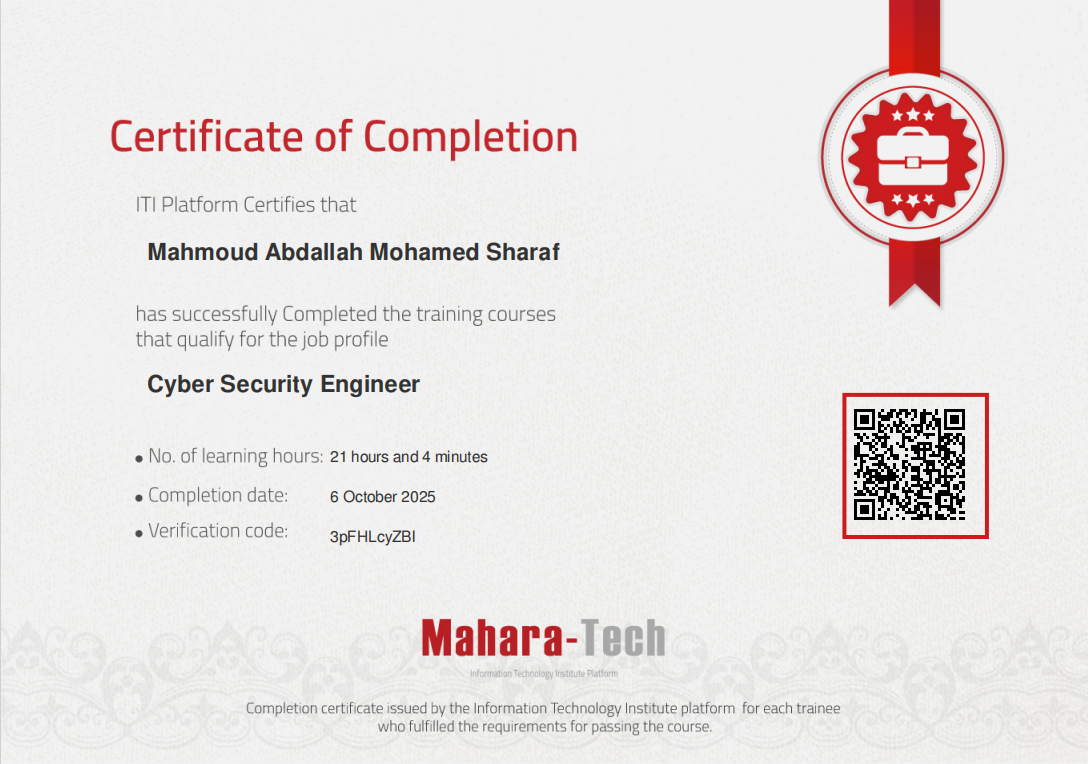 Certificate of Completion
ITI Platform Certifies that
Mahmoud Abdallah Mohamed Sharaf
has successfully Completed the training courses
that qualify for the job profile
Cyber Security Engineer
• No. of learning hours: 21 hours and 4 minutes
• Completion date: 6 October 2025
• Verification code: 3pFHLcyZBI
Mahara-Tech
Information Technology Institute Platform
Completion certificate issued by the Information Technology Institute platform for each trainee
who fulfilled the requirements for passing the course.